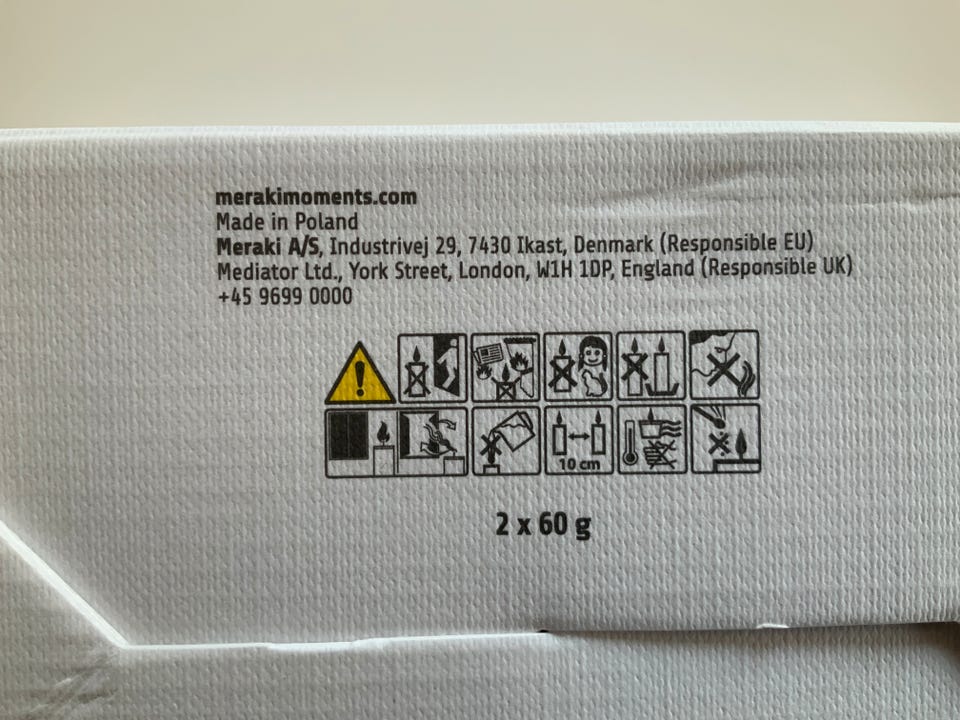 merakimoments.com
Made in Poland
Meraki A/S, Industrivej 29, 7430 Ikast, Denmark (Responsible EU)
Mediator Ltd., York Street, London, W1H 1DP, England (Responsible UK)
+45 9699 0000
10 cm
2 x 60 g